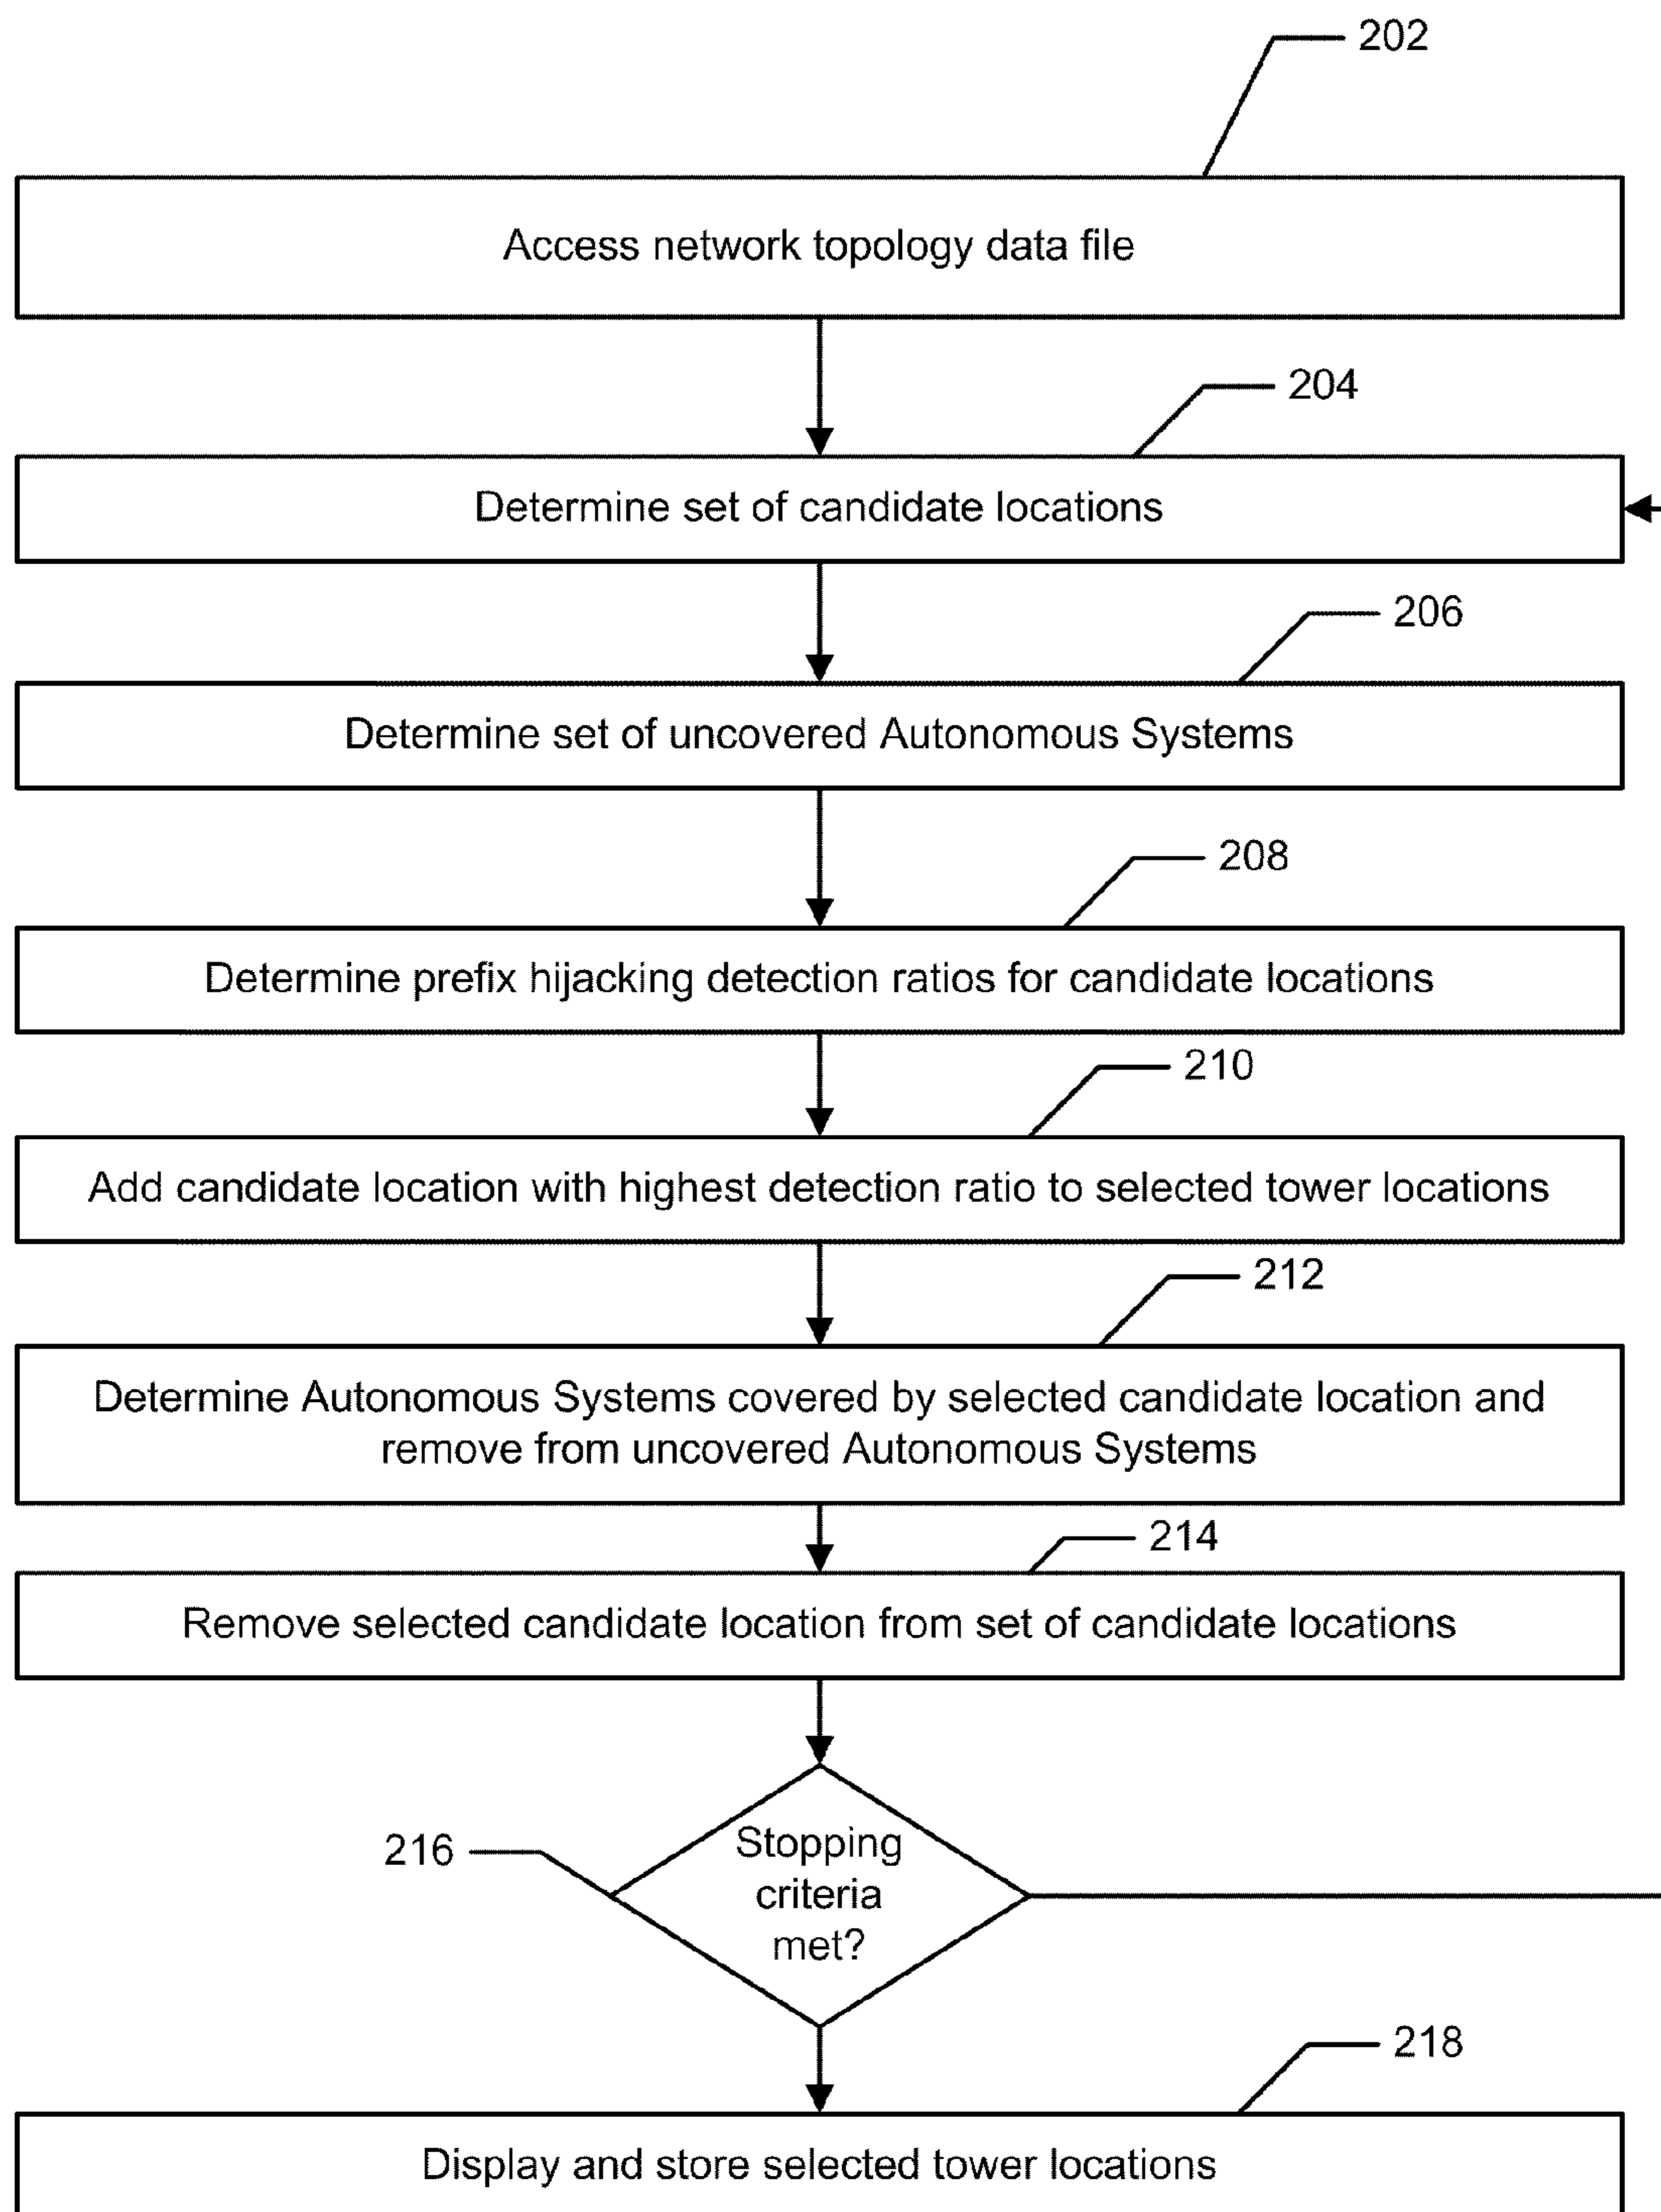 202
Access network topology data file
204
Determine set of candidate locations
206
Determine set of uncovered Autonomous Systems
208
Determine prefix hijacking detection ratios for candidate locations
210
Add candidate location with highest detection ratio to selected tower locations
212
Determine Autonomous Systems covered by selected candidate location and
remove from uncovered Autonomous Systems
214
Remove selected candidate location from set of candidate locations
216
Stopping
criteria
met?
218
Display and store selected tower locations